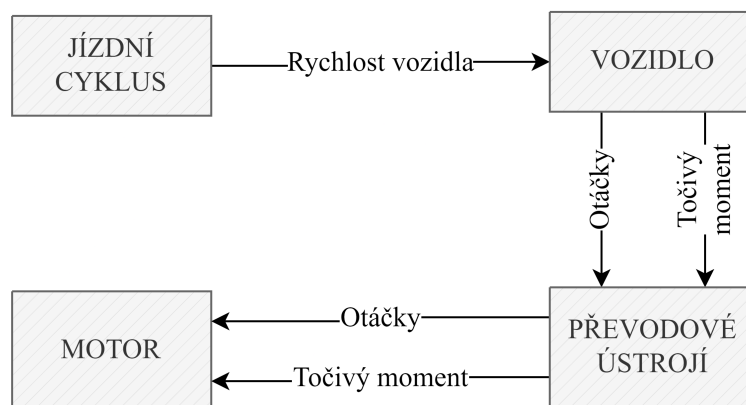 JÍZDNÍ
CYKLUS
Rychlost vozidla
VOZIDLO
Otáčky
Točivý
moment
MOTOR
Otáčky
Točivý moment
PŘEVODOVÉ
ÚSTROJÍ